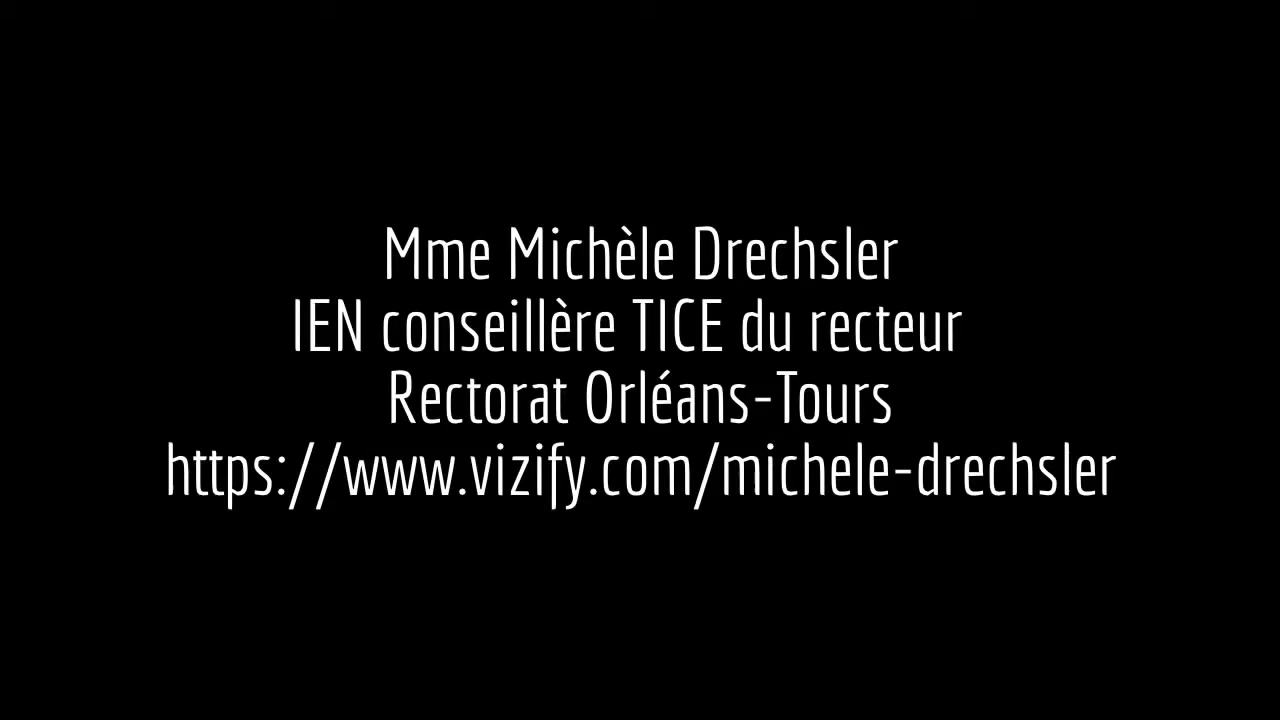 Mme Michèle Drechsler
IEN conseillère TICE du recteur
Rectorat Orléans-Tours
https://www.vizify.com/michele-drechsler